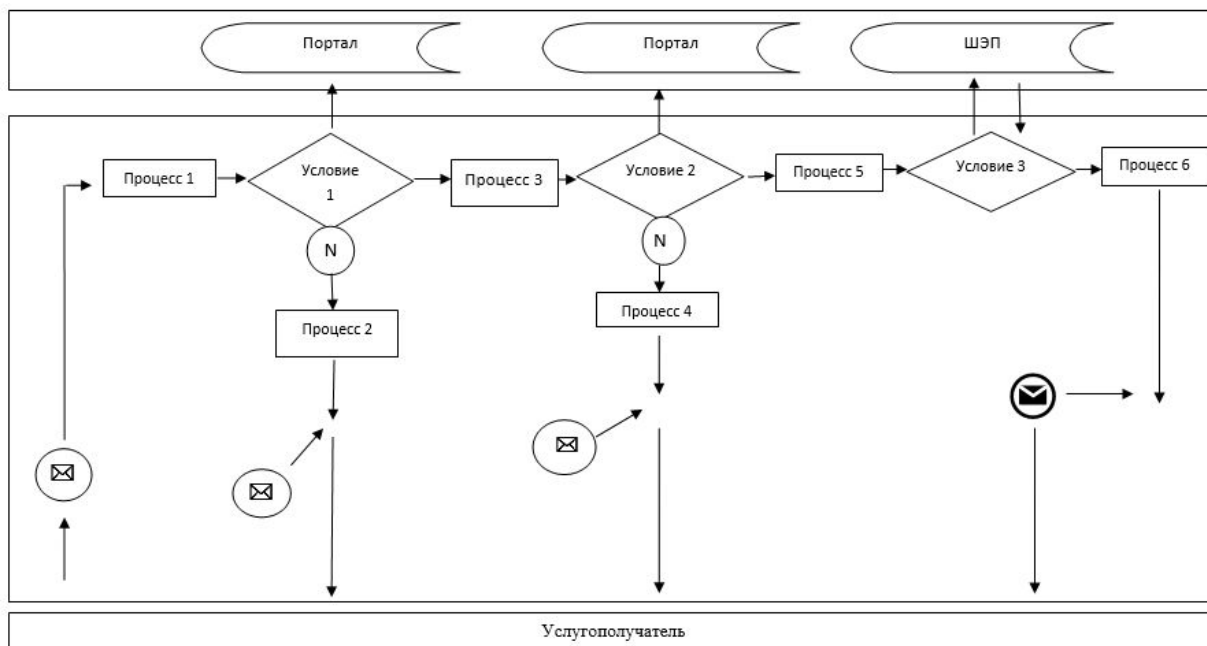 Портал
Портал
ШЭП
Процесс 1
Условие
1
Процесс 3
Условие 2
Процесс 5
Условие 3
Процесс 6
N
N
Процесс 2
Процесс 4
Услугополучатель